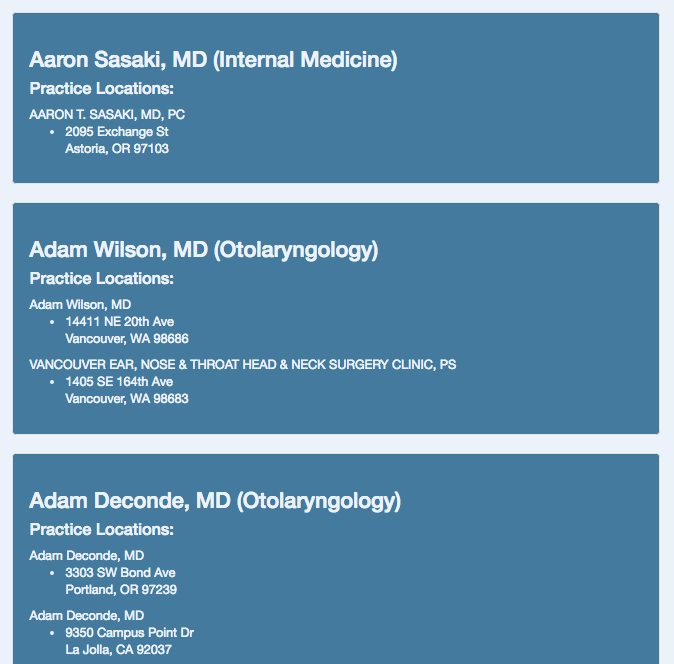 Aaron Sasaki, MD (Internal Medicine)
Practice Locations:
AARON T. SASAKI, MD, PC
• 2095 Exchange St
Astoria, OR 97103
Adam Wilson, MD (Otolaryngology)
Practice Locations:
Adam Wilson, MD
• 14411 NE 20th Ave
Vancouver, WA 98686
VANCOUVER EAR, NOSE & THROAT HEAD & NECK SURGERY CLINIC, PS
• 1405 SE 164th Ave
Vancouver, WA 98683
Adam Deconde, MD (Otolaryngology)
Practice Locations:
Adam Deconde, MD
• 3303 SW Bond Ave
Portland, OR 97239
Adam Deconde, MD
• 9350 Campus Point Dr
La Jolla, CA 92037